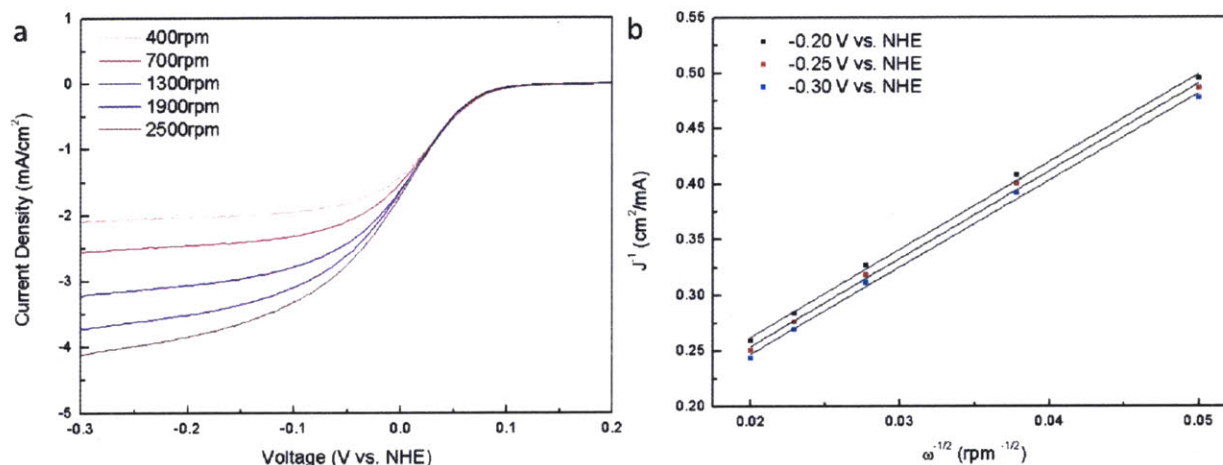 a
400rpm
700rpm
1300rpm
1900rpm
2500rpm
1
0
-1
-2
-3
-4
-5
-0.3 -0.2 -0.1 0.0 0.1 0.2
Current Density (mA/cm²)
Voltage (V vs. NHE)
b
-0.20 V vs. NHE
-0.25 V vs. NHE
-0.30 V vs. NHE
0.55
0.50
0.45
0.40
0.35
0.30
0.25
0.20
0.02 0.03 0.04 0.05
J⁻¹ (cm²/mA)
ω⁻¹/² (rpm ⁻¹/²)